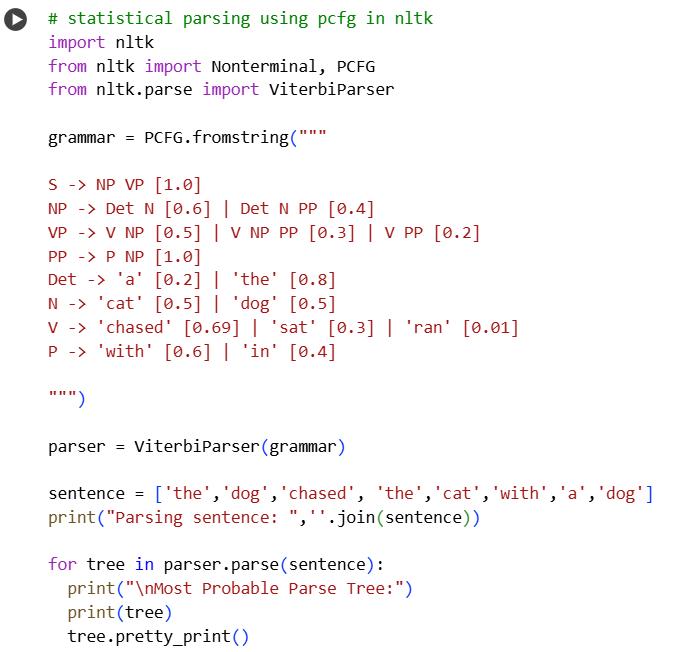 # statistical parsing using pcfg in nltk
import nltk
from nltk import Nonterminal, PCFG
from nltk.parse import ViterbiParser
grammar = PCFG.fromstring("""
S -> NP VP [1.0]
NP -> Det N [0.6] | Det N PP [0.4]
VP -> V NP [0.5] | V NP PP [0.3] | V PP [0.2]
PP -> P NP [1.0]
Det -> 'a' [0.2] | 'the' [0.8]
N -> 'cat' [0.5] | 'dog' [0.5]
V -> 'chased' [0.69] | 'sat' [0.3] | 'ran' [0.01]
P -> 'with' [0.6] | 'in' [0.4]
""")
parser = ViterbiParser(grammar)
sentence = ['the','dog','chased', 'the','cat','with','a','dog']
print("Parsing sentence: ",''.join(sentence))
for tree in parser.parse(sentence):
  print("\nMost Probable Parse Tree:")
  print(tree)
  tree.pretty_print()